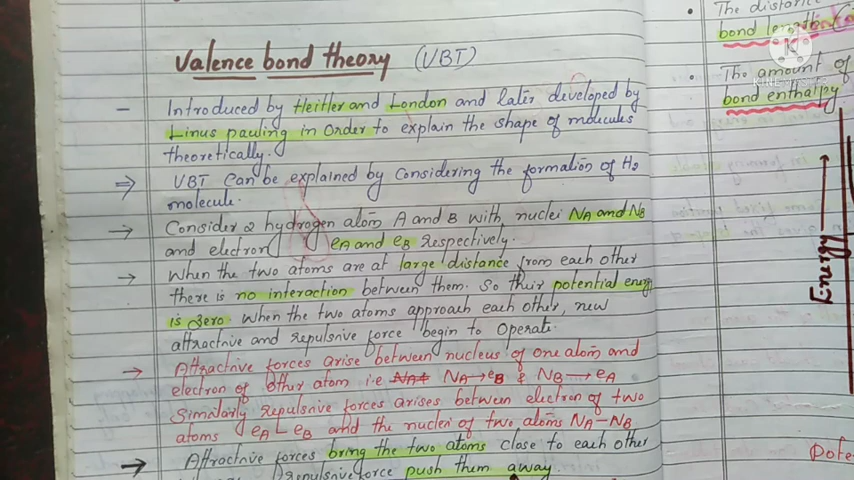 Valence bond theory (VBT)
- Introduced by Heitler and London and later developed by
Linus pauling in order to explain the shape of molecules
theoretically.
⇒ VBT can be explained by considering the formation of H₂
molecule.
→ Consider 2 hydrogen atom A and B with nuclei NA and NB
and electron eA and eB respectively.
→ When the two atoms are at large distance from each other
there is no interaction between them. So their potential energy
is zero. When the two atoms approach each other, new
attractive and repulsive force begin to operate.
→ Attractive forces arise between nucleus of one atom and
electron of other atom i.e NA→eB & NB→eA
Similarly repulsive forces arises between electron of two
atoms eA - eB and the nuclei of two atoms NA-NB
→ Attractive forces bring the two atoms close to each other
repulsive force push them away.
• The distance
bond length
• The amount of
bond enthalpy
Energy →
Pote
K